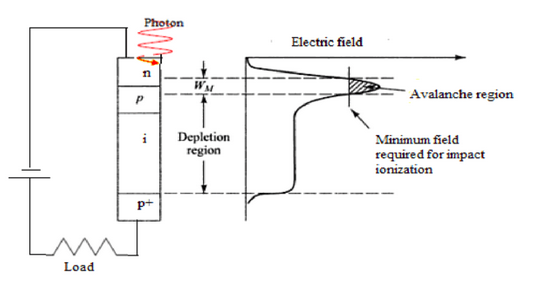 Photon
Electric field
n
W_M
p
Avalanche region
i
Depletion
region
Minimum field
required for impact
ionization
p+
Load